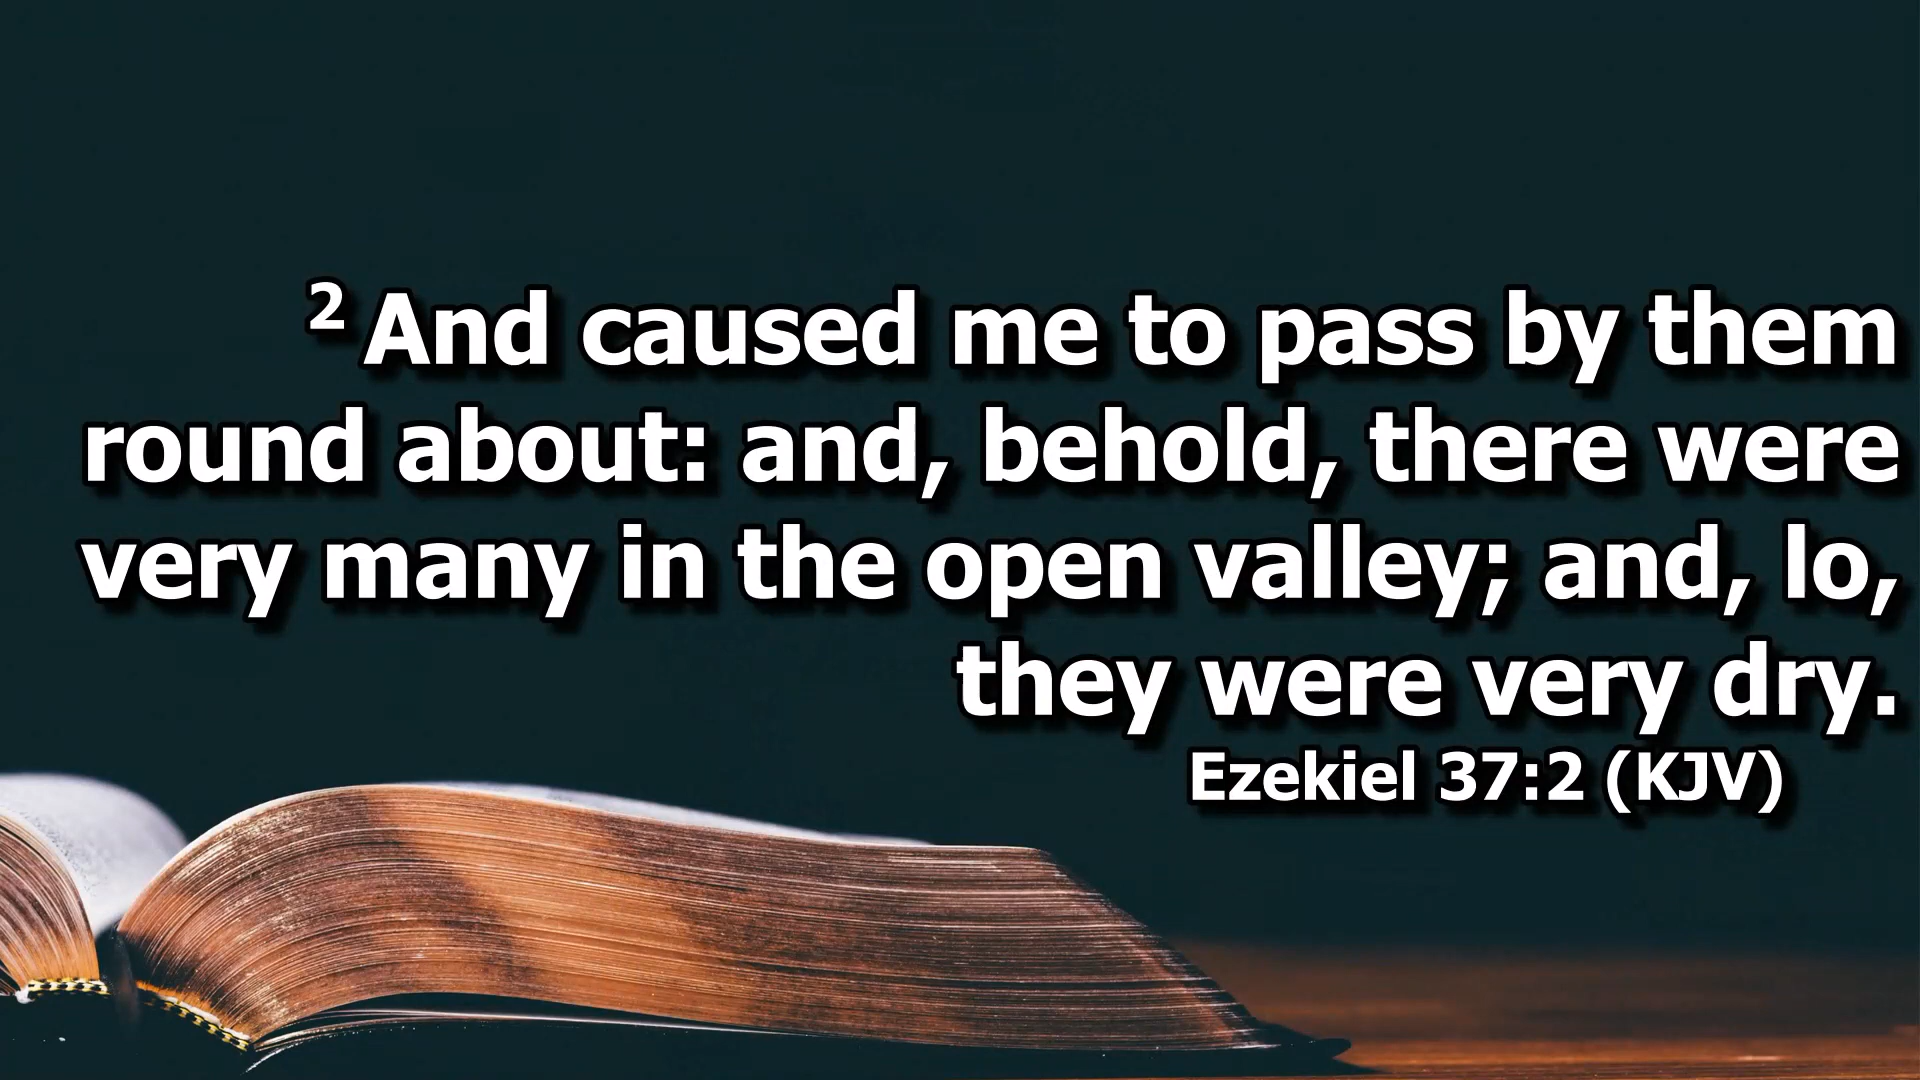 2 And caused me to pass by them
round about: and, behold, there were
very many in the open valley; and, lo,
they were very dry.
Ezekiel 37:2 (KJV)